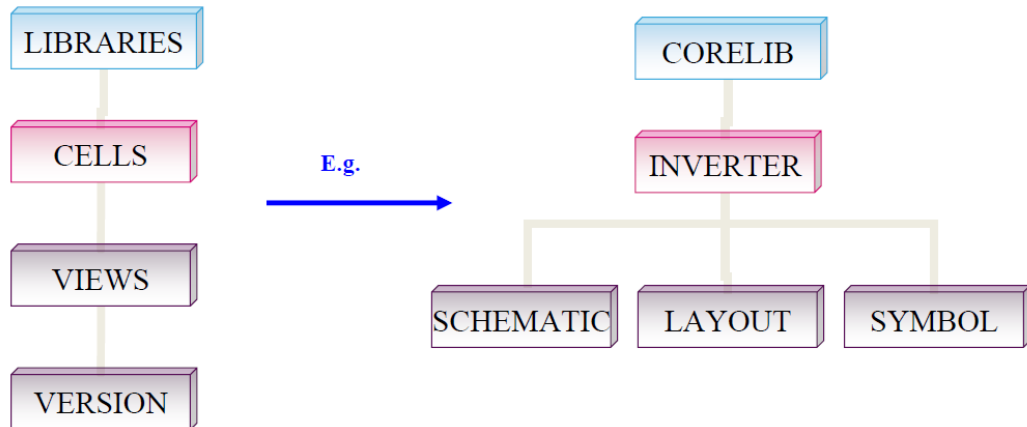 LIBRARIES
CELLS
VIEWS
VERSION
E.g.
CORELIB
INVERTER
SCHEMATIC
LAYOUT
SYMBOL